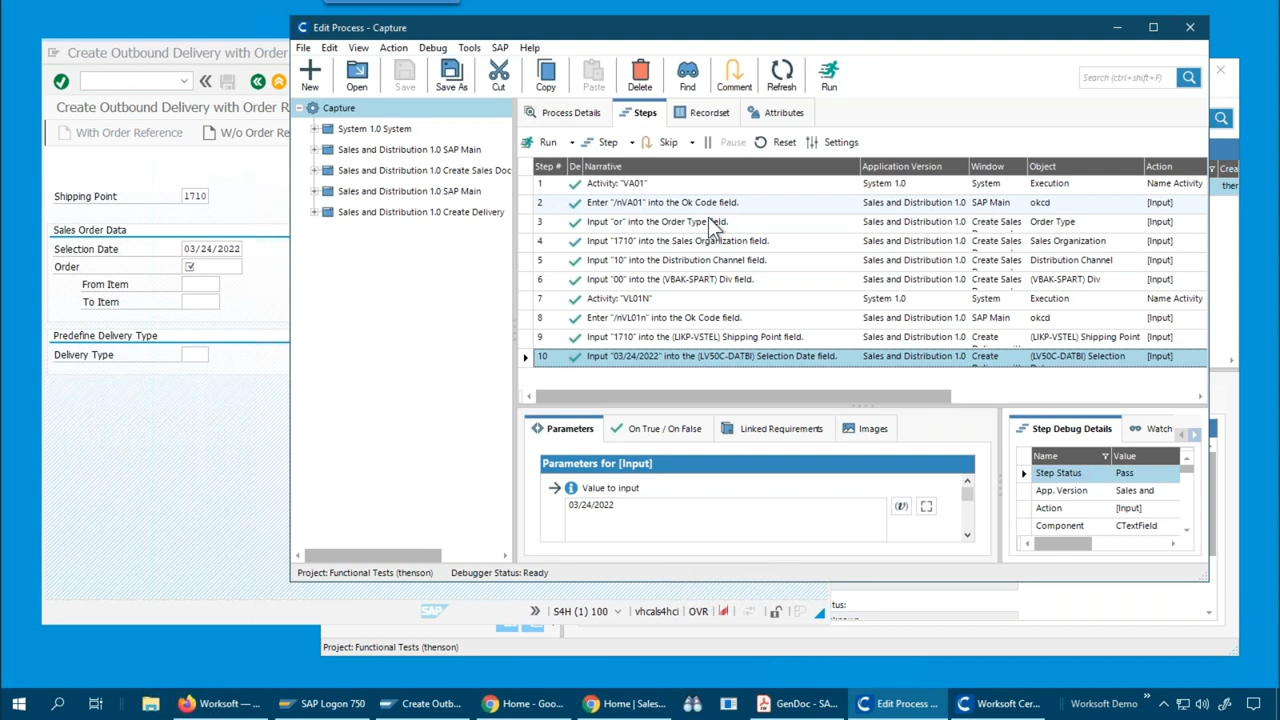 Edit Process - Capture
File Edit View Action Debug Tools SAP Help
New Open Save Save As Cut Copy Paste Delete Find Comment Refresh Run
Search (ctrl+shift+F)
Create Outbound Delivery with Order
Create Outbound Delivery with Order R
With Order Reference W/o Order Re
Shipping Point 1710
Sales Order Data
Selection Date 03/24/2022
Order
From Item
To Item
Predefine Delivery Type
Delivery Type
Capture
System 1.0 System
Sales and Distribution 1.0 SAP Main
Sales and Distribution 1.0 Create Sales Doc
Sales and Distribution 1.0 SAP Main
Sales and Distribution 1.0 Create Delivery
Process Details Steps Recordset Attributes
Run Step Skip Pause Reset Settings
Step # De Narrative Application Version Window Object Action
1 Activity: "VA01" System 1.0 System Execution Name Activity
2 Enter "/nVA01" into the Ok Code field. Sales and Distribution 1.0 SAP Main okcd [Input]
3 Input "or" into the Order Type field. Sales and Distribution 1.0 Create Sales Order Type [Input]
4 Input "1710" into the Sales Organization field. Sales and Distribution 1.0 Create Sales Sales Organization [Input]
5 Input "10" into the Distribution Channel field. Sales and Distribution 1.0 Create Sales Distribution Channel [Input]
6 Input "00" into the (VBAK-SPART) Div field. Sales and Distribution 1.0 Create Sales (VBAK-SPART) Div [Input]
7 Activity: "VL01N" System 1.0 System Execution Name Activity
8 Enter "/nVL01n" into the Ok Code field. Sales and Distribution 1.0 SAP Main okcd [Input]
9 Input "1710" into the (LIKP-VSTEL) Shipping Point field. Sales and Distribution 1.0 Create (LIKP-VSTEL) Shipping Point [Input]
10 Input "03/24/2022" into the (LV50C-DATBI) Selection Date field. Sales and Distribution 1.0 Create (LV50C-DATBI) Selection [Input]
Parameters On True / On False Linked Requirements Images
Parameters for [Input]
Value to input
03/24/2022
(v)
Step Debug Details Watch
Name Value
Step Status Pass
App. Version Sales and
Action [Input]
Component CTextField
Project: Functional Tests (thenson) Debugger Status: Ready
Crea
ther
SAP S4H (1) 100 vhcals4hci OVR
tus:
Project: Functional Tests (thenson)
Worksoft —... SAP Logon 750 Create Outb... Home - Goo... Home | Sales... GenDoc - SA... Edit Process ... Worksoft Cer... Worksoft Demo